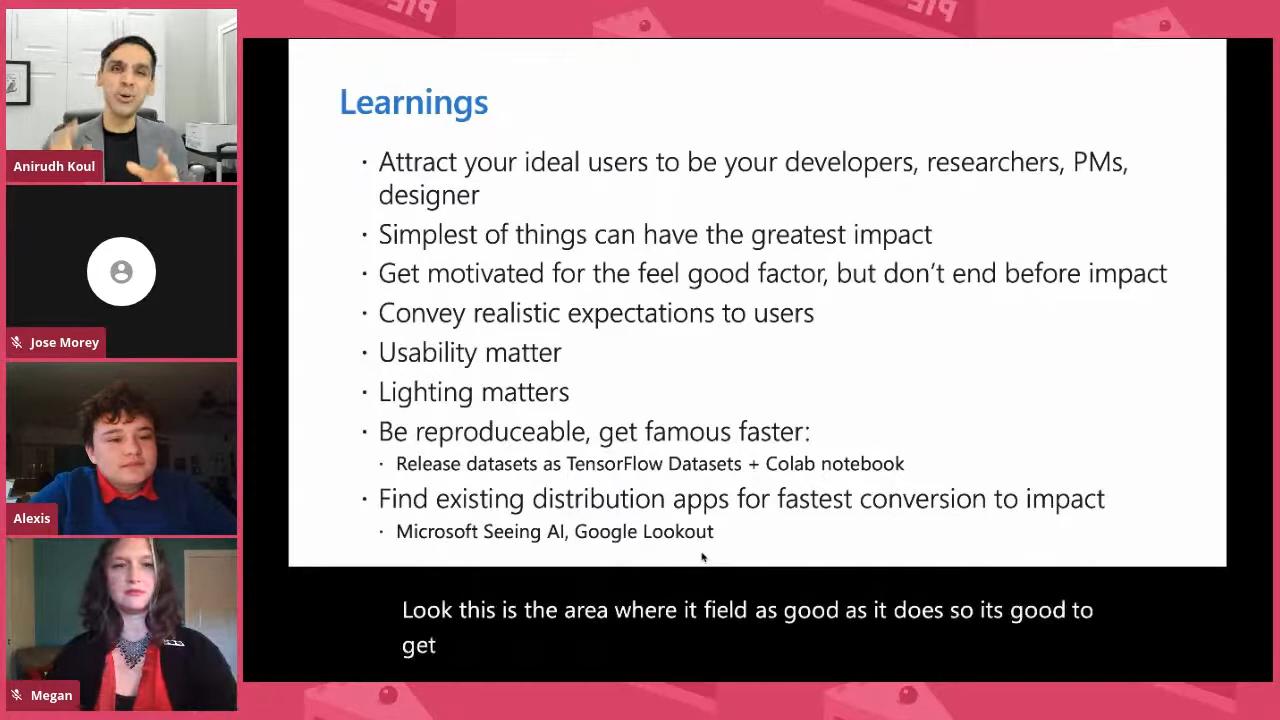 PIE
PIE
Anirudh Koul
Jose Morey
Alexis
Megan
Learnings
· Attract your ideal users to be your developers, researchers, PMs,
designer
· Simplest of things can have the greatest impact
· Get motivated for the feel good factor, but don't end before impact
· Convey realistic expectations to users
· Usability matter
· Lighting matters
· Be reproduceable, get famous faster:
· Release datasets as TensorFlow Datasets + Colab notebook
· Find existing distribution apps for fastest conversion to impact
· Microsoft Seeing AI, Google Lookout
Look this is the area where it field as good as it does so its good to
get